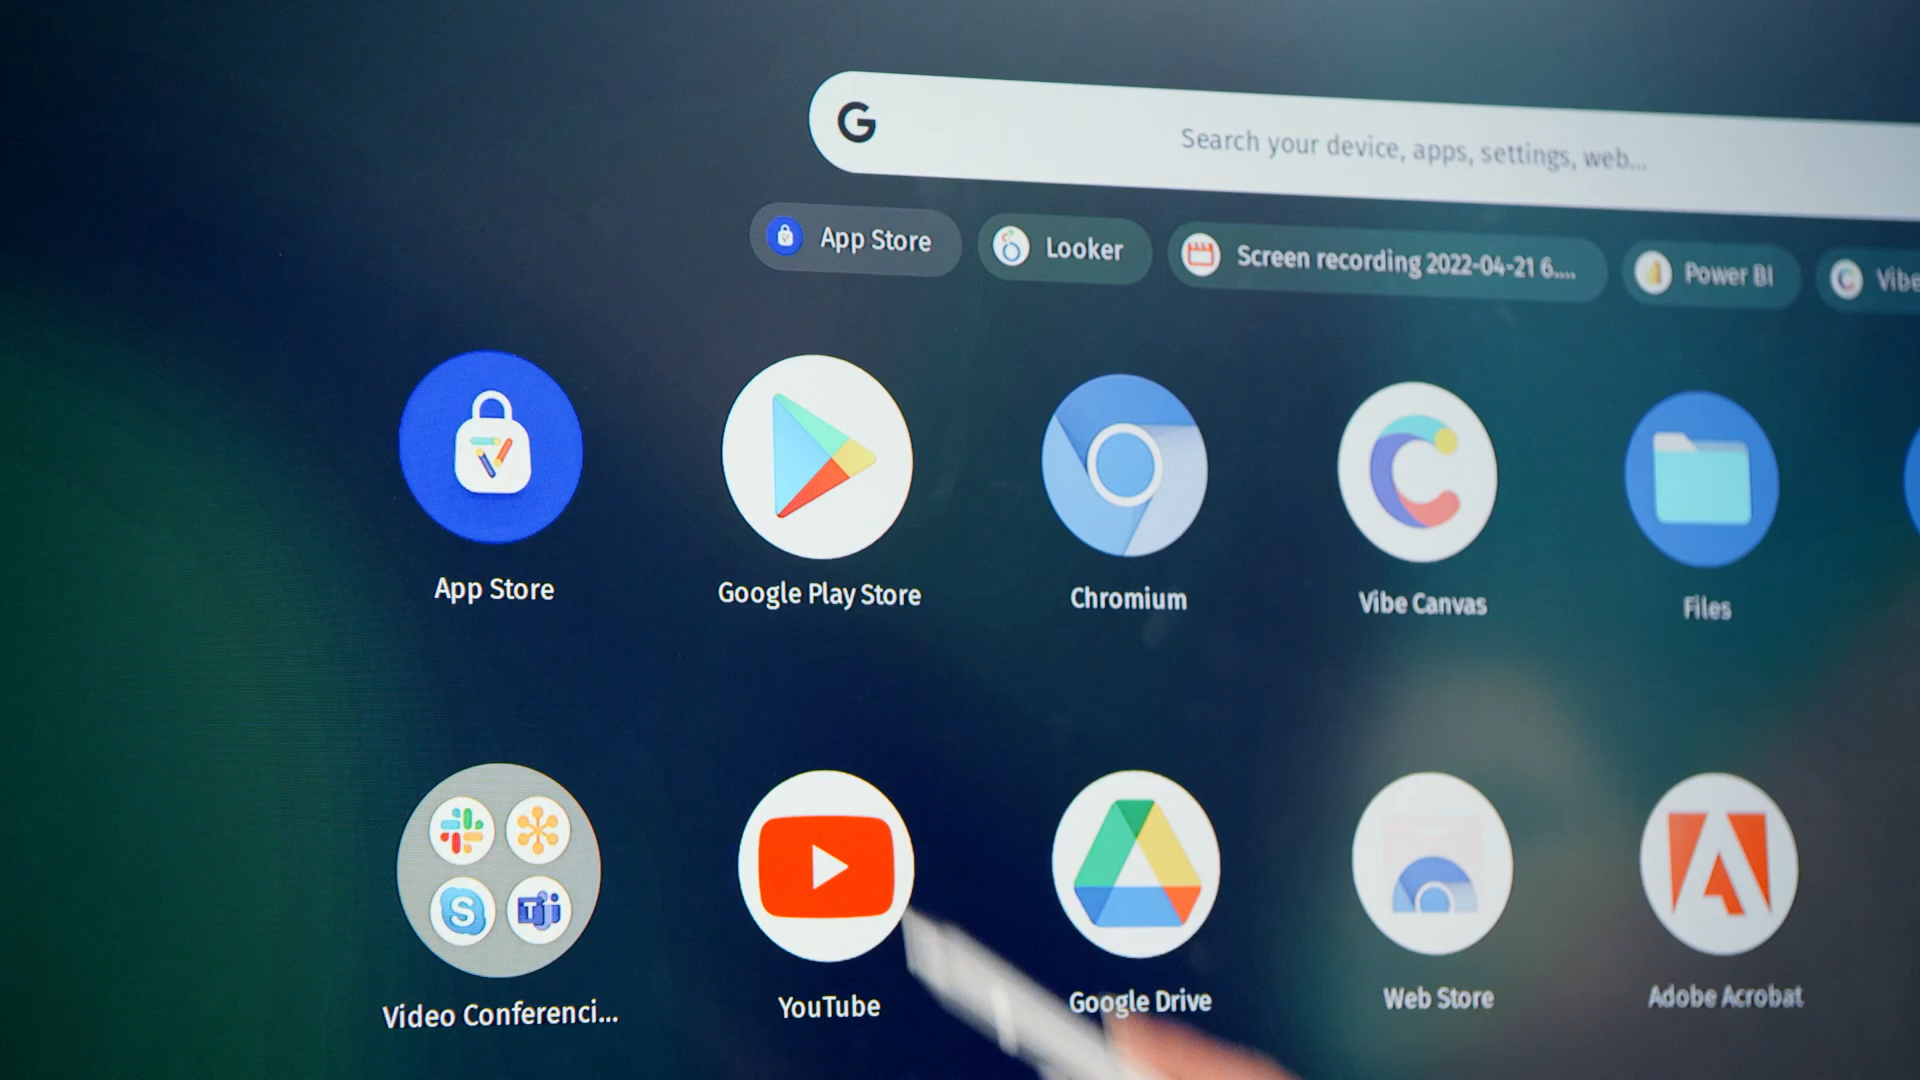 G
Search your device, apps, settings, web...
App Store
Looker
Screen recording 2022-04-21 6....
Power BI
Vibe
App Store
Google Play Store
Chromium
Vibe Canvas
Files
Video Conferenci...
YouTube
Google Drive
Web Store
Adobe Acrobat